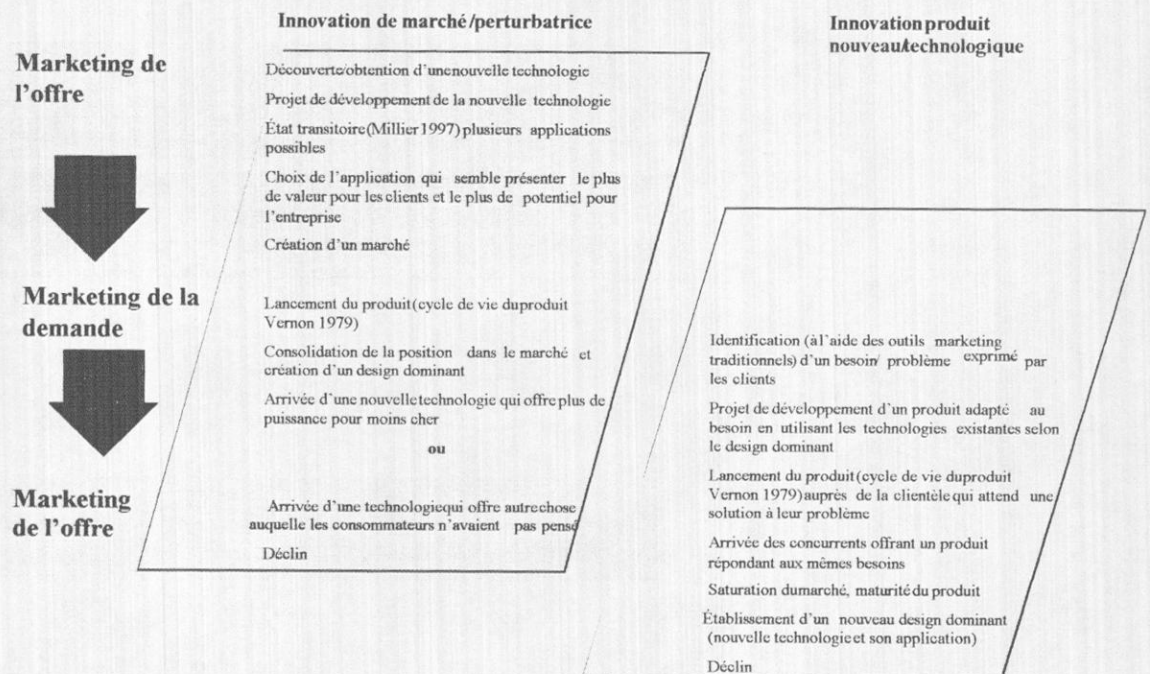 Innovation de marché/perturbatrice
Innovation produit
nouveau/technologique
Marketing de
l'offre
Découverte/obtention d'une nouvelle technologie
Projet de développement de la nouvelle technologie
État transitoire (Millier 1997) plusieurs applications
possibles
Choix de l'application qui semble présenter le plus
de valeur pour les clients et le plus de potentiel pour
l'entreprise
Création d'un marché
Marketing de la
demande
Lancement du produit (cycle de vie du produit
Vernon 1979)
Consolidation de la position dans le marché et
création d'un design dominant
Arrivée d'une nouvelle technologie qui offre plus de
puissance pour moins cher
ou
Marketing
de l'offre
Arrivée d'une technologie qui offre autre chose
auquelle les consommateurs n'avaient pas pensé
Déclin
Identification (à l'aide des outils marketing
traditionnels) d'un besoin/ problème exprimé par
les clients
Projet de développement d'un produit adapté au
besoin en utilisant les technologies existantes selon
le design dominant
Lancement du produit (cycle de vie du produit
Vernon 1979) auprès de la clientèle qui attend une
solution à leur problème
Arrivée des concurrents offrant un produit
répondant aux mêmes besoins
Saturation du marché, maturité du produit
Établissement d'un nouveau design dominant
(nouvelle technologie et son application)
Déclin